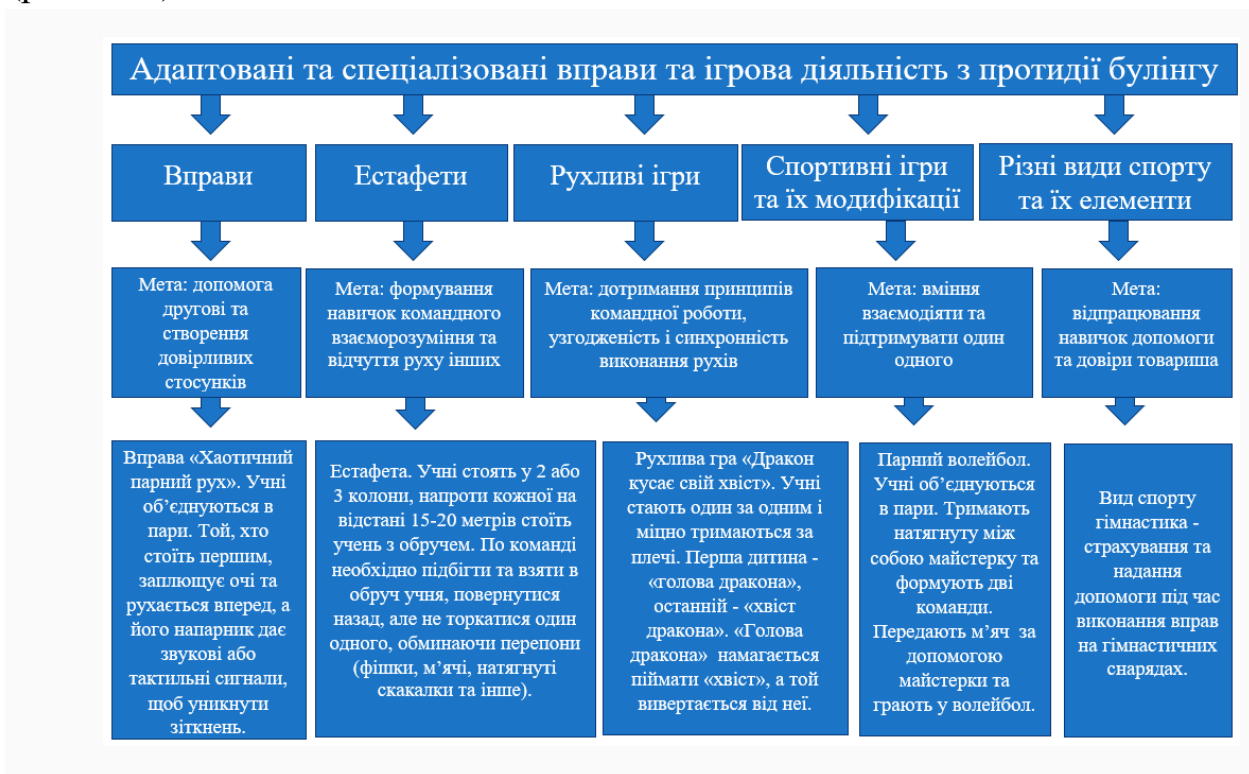 Адаптовані та спеціалізовані вправи та ігрова діяльність з протидії булінгу
Вправи
Естафети
Рухливі ігри
Спортивні ігри
та їх модифікації
Різні види спорту
та їх елементи
Мета: допомога
другові та
створення
довірливих
стосунків
Мета: формування
навичок командного
взаєморозуміння та
відчуття руху інших
Мета: дотримання принципів
командної роботи,
узгодженість і синхронність
виконання рухів
Мета: вміння
взаємодіяти та
підтримувати один
одного
Мета:
відпрацювання
навичок допомоги
та довіри товариша
Вправа «Хаотичний
парний рух». Учні
об’єднуються в
пари. Той, хто
стоїть першим,
заплющує очі та
рухається вперед, а
його напарник дає
звукові або
тактильні сигнали,
щоб уникнути
зіткнень.
Естафета. Учні стоять у 2 або
3 колони, напроти кожної на
відстані 15-20 метрів стоїть
учень з обручем. По команді
необхідно підбігти та взяти в
обруч учня, повернутися
назад, але не торкатися один
одного, обминаючи перепони
(фішки, м’ячі, натягнуті
скакалки та інше).
Рухлива гра «Дракон
кусає свій хвіст». Учні
стають один за одним і
міцно тримаються за
плечі. Перша дитина -
«голова дракона»,
останній - «хвіст
дракона». «Голова
дракона» намагається
піймати «хвіст», а той
вивертається від неї.
Парний волейбол.
Учні об’єднуються
в пари. Тримають
натягнуту між
собою майстерку та
формують дві
команди.
Передають м’яч за
допомогою
майстерки та
грають у волейбол.
Вид спорту
гімнастика -
страхування та
надання
допомоги під час
виконання вправ
на гімнастичних
снарядах.